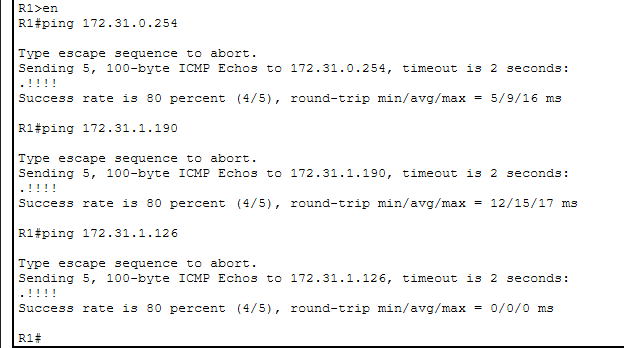 R1>en
R1#ping 172.31.0.254
Type escape sequence to abort.
Sending 5, 100-byte ICMP Echos to 172.31.0.254, timeout is 2 seconds:
.!!!!
Success rate is 80 percent (4/5), round-trip min/avg/max = 5/9/16 ms
R1#ping 172.31.1.190
Type escape sequence to abort.
Sending 5, 100-byte ICMP Echos to 172.31.1.190, timeout is 2 seconds:
.!!!!
Success rate is 80 percent (4/5), round-trip min/avg/max = 12/15/17 ms
R1#ping 172.31.1.126
Type escape sequence to abort.
Sending 5, 100-byte ICMP Echos to 172.31.1.126, timeout is 2 seconds:
.!!!!
Success rate is 80 percent (4/5), round-trip min/avg/max = 0/0/0 ms
R1#